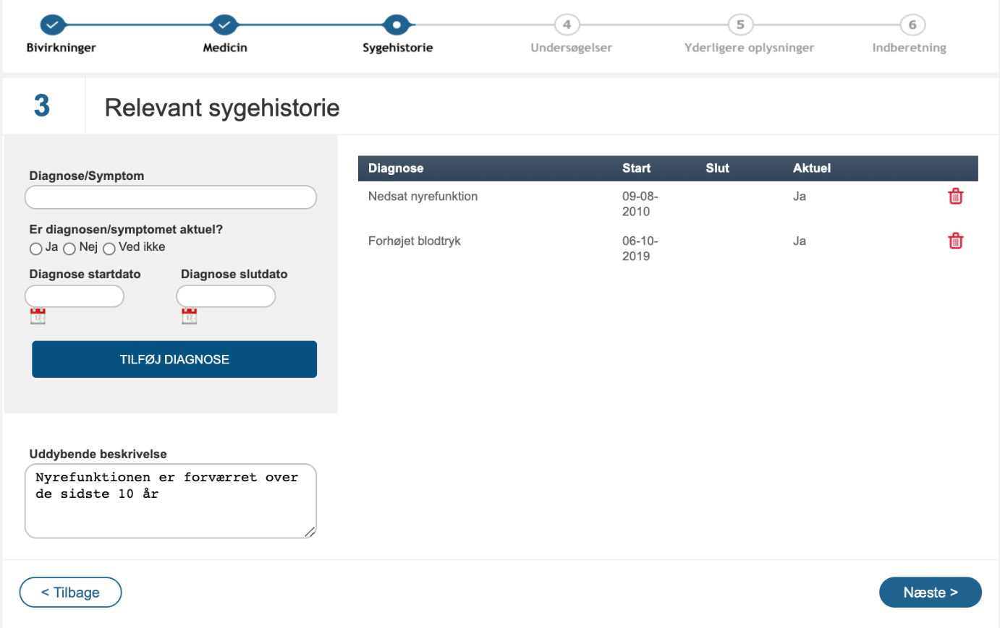 Bivirkninger
Medicin
Sygehistorie
4
Undersøgelser
5
Yderligere oplysninger
6
Indberetning
3
Relevant sygehistorie
Diagnose/Symptom
Er diagnosen/symptomet aktuel?
Ja Nej Ved ikke
Diagnose startdato
Diagnose slutdato
17
17
TILFØJ DIAGNOSE
Diagnose Start Slut Aktuel
Nedsat nyrefunktion 09-08- Ja
2010
Forhøjet blodtryk 06-10- Ja
2019
Uddybende beskrivelse
Nyrefunktionen er forværret over
de sidste 10 år
< Tilbage
Næste >